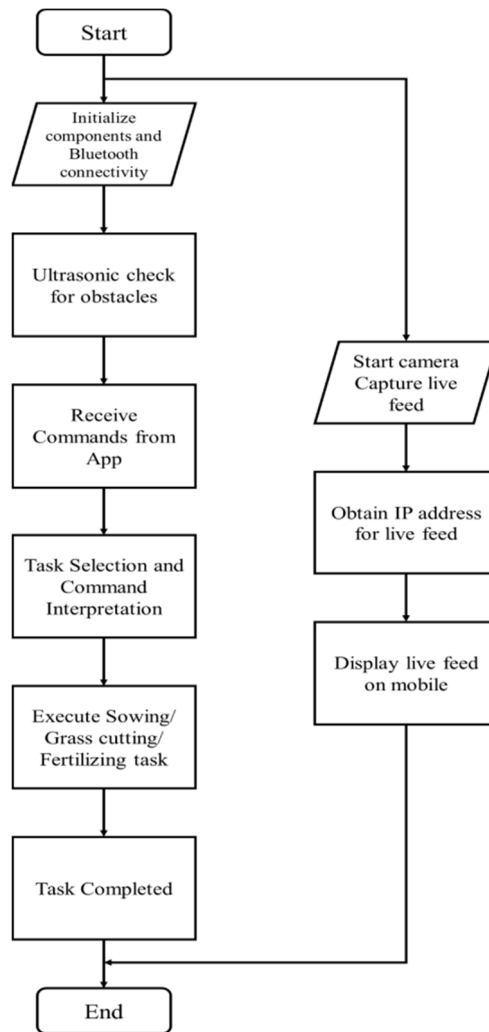 Start
Initialize
components and
Bluetooth
connectivity
Ultrasonic check
for obstacles
Receive
Commands from
App
Task Selection and
Command
Interpretation
Execute Sowing/
Grass cutting/
Fertilizing task
Task Completed
Start camera
Capture live
feed
Obtain IP address
for live feed
Display live feed
on mobile
End